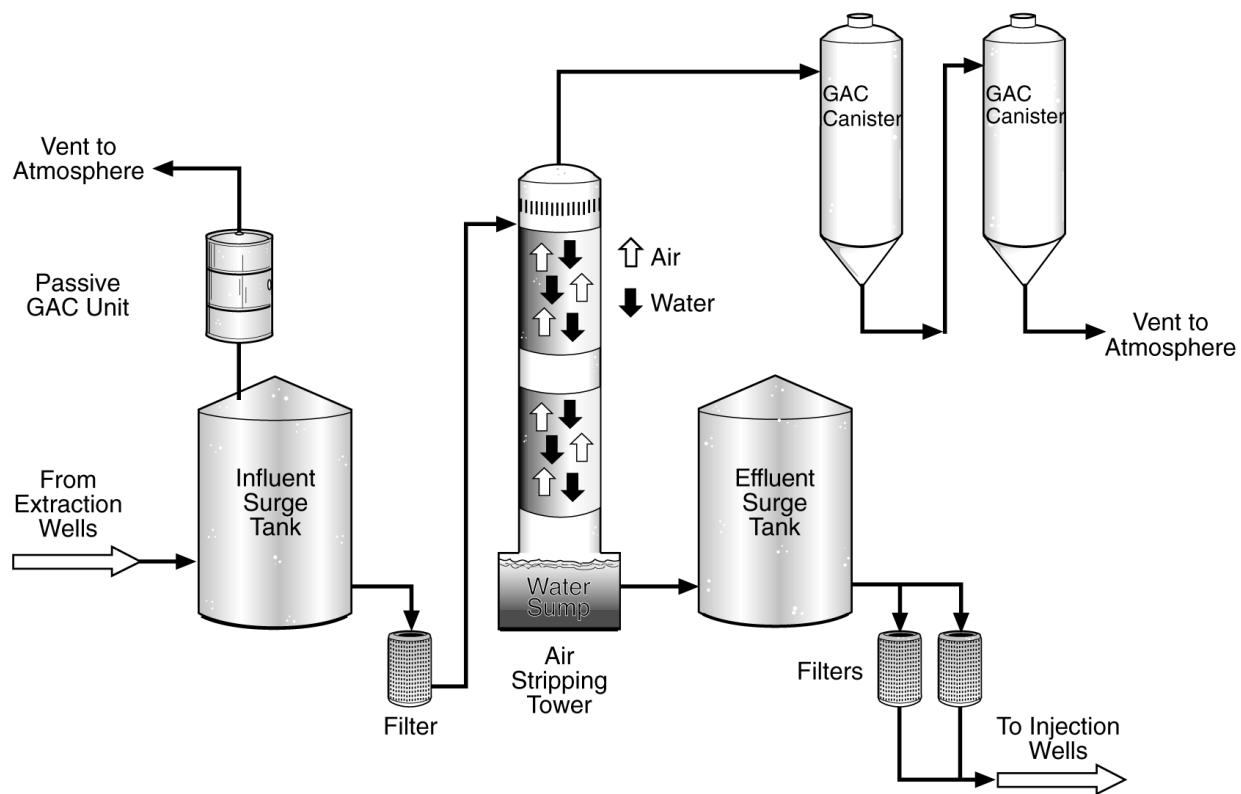 GAC
Canister
GAC
Canister
Vent to
Atmosphere
Passive
GAC Unit
Air
Water
Vent to
Atmosphere
From
Extraction
Wells
Influent
Surge
Tank
Effluent
Surge
Tank
Water
Sump
Air
Stripping
Tower
Filter
Filters
To Injection
Wells